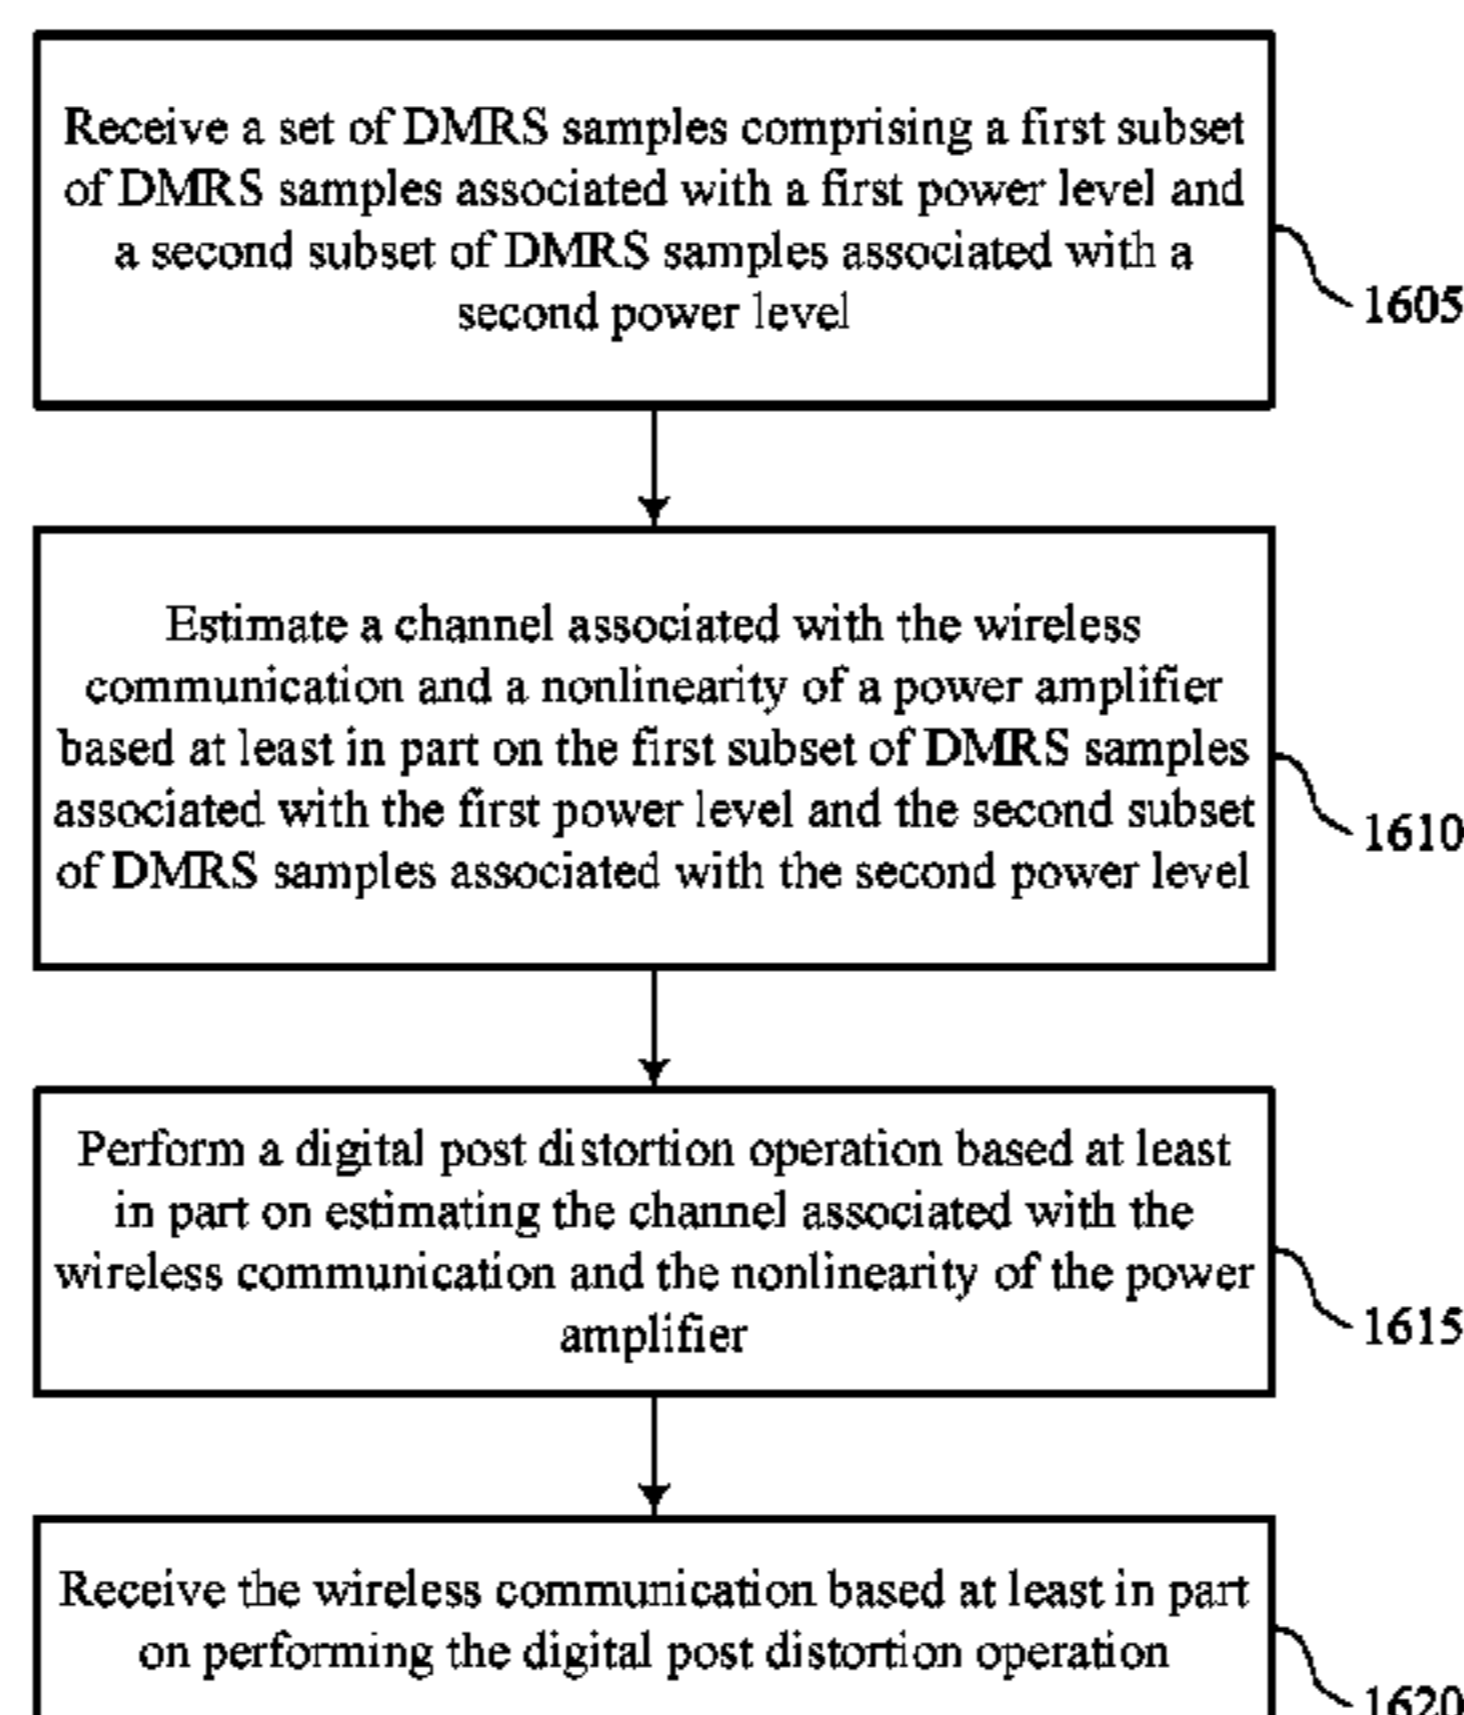 Receive a set of DMRS samples comprising a first subset
of DMRS samples associated with a first power level and
a second subset of DMRS samples associated with a
second power level
1605
Estimate a channel associated with the wireless
communication and a nonlinearity of a power amplifier
based at least in part on the first subset of DMRS samples
associated with the first power level and the second subset
of DMRS samples associated with the second power level
1610
Perform a digital post distortion operation based at least
in part on estimating the channel associated with the
wireless communication and the nonlinearity of the power
amplifier
1615
Receive the wireless communication based at least in part
on performing the digital post distortion operation
1620